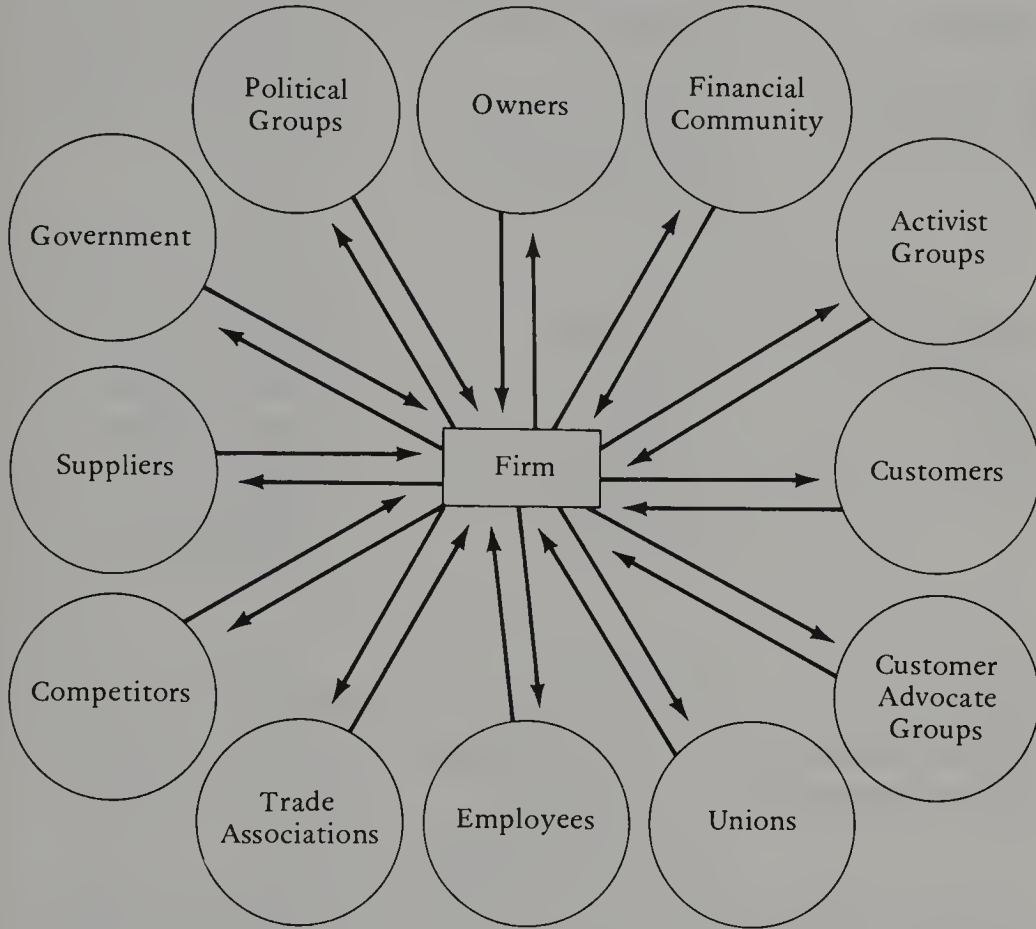 Political
Groups
Owners
Financial
Community
Government
Activist
Groups
Suppliers
Firm
Customers
Competitors
Customer
Advocate
Groups
Trade
Associations
Employees
Unions